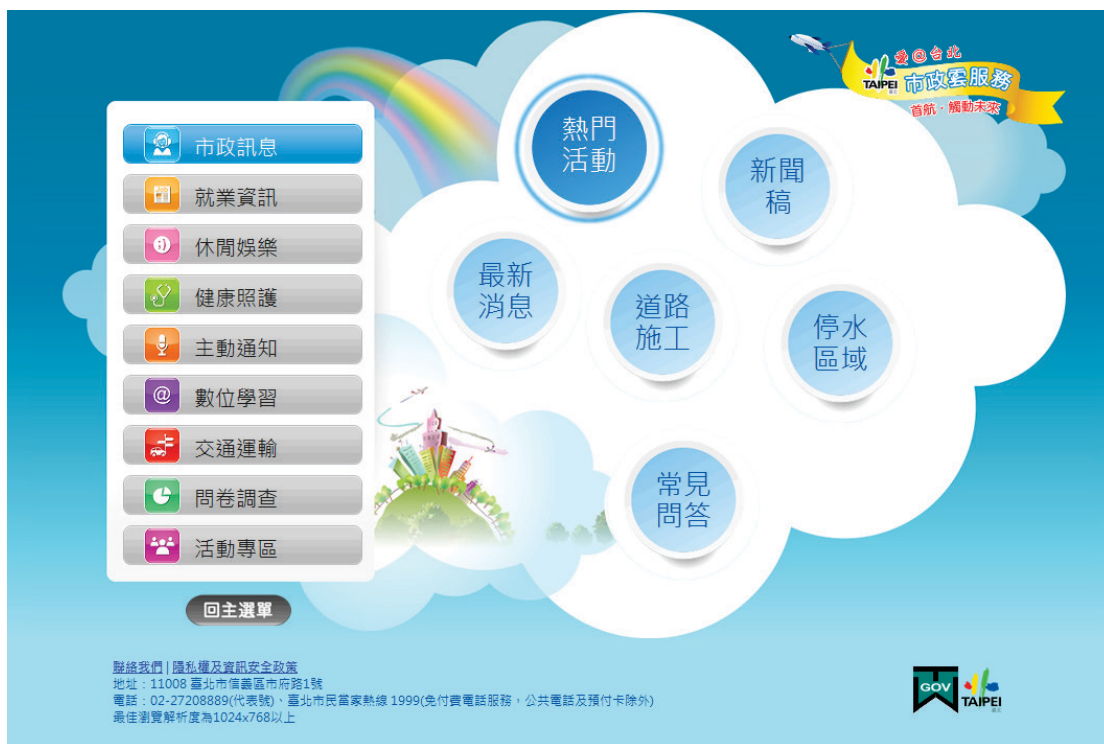 愛@台北
TAIPEI
市政雲服務
首航・觸動未來
市政訊息
就業資訊
休閒娛樂
健康照護
主動通知
@
數位學習
交通運輸
問卷調查
活動專區
回主選單
熱門
活動
新聞
稿
最新
消息
道路
施工
停水
區域
常見
問答
聯絡我們 | 隱私權及資訊安全政策
地址：11008 臺北市信義區市府路1號
電話：02-27208889(代表號)、臺北市民當家熱線 1999(免付費電話服務，公共電話及預付卡除外)
最佳瀏覽解析度為1024x768以上
GOV
TAIPEI